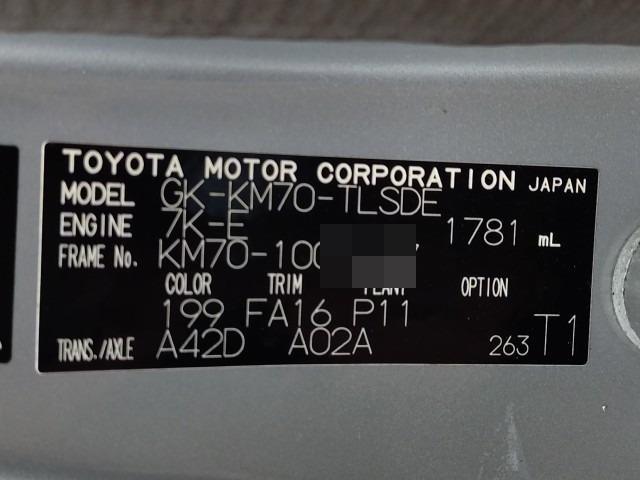 TOYOTA MOTOR CORPORATION JAPAN
MODEL GK-KM70-TLSDE
ENGINE 7K-E 1781 mL
FRAME No. KM70-100
COLOR TRIM PLANT OPTION
199 FA16 P11
TRANS./AXLE A42D A02A 263 T1